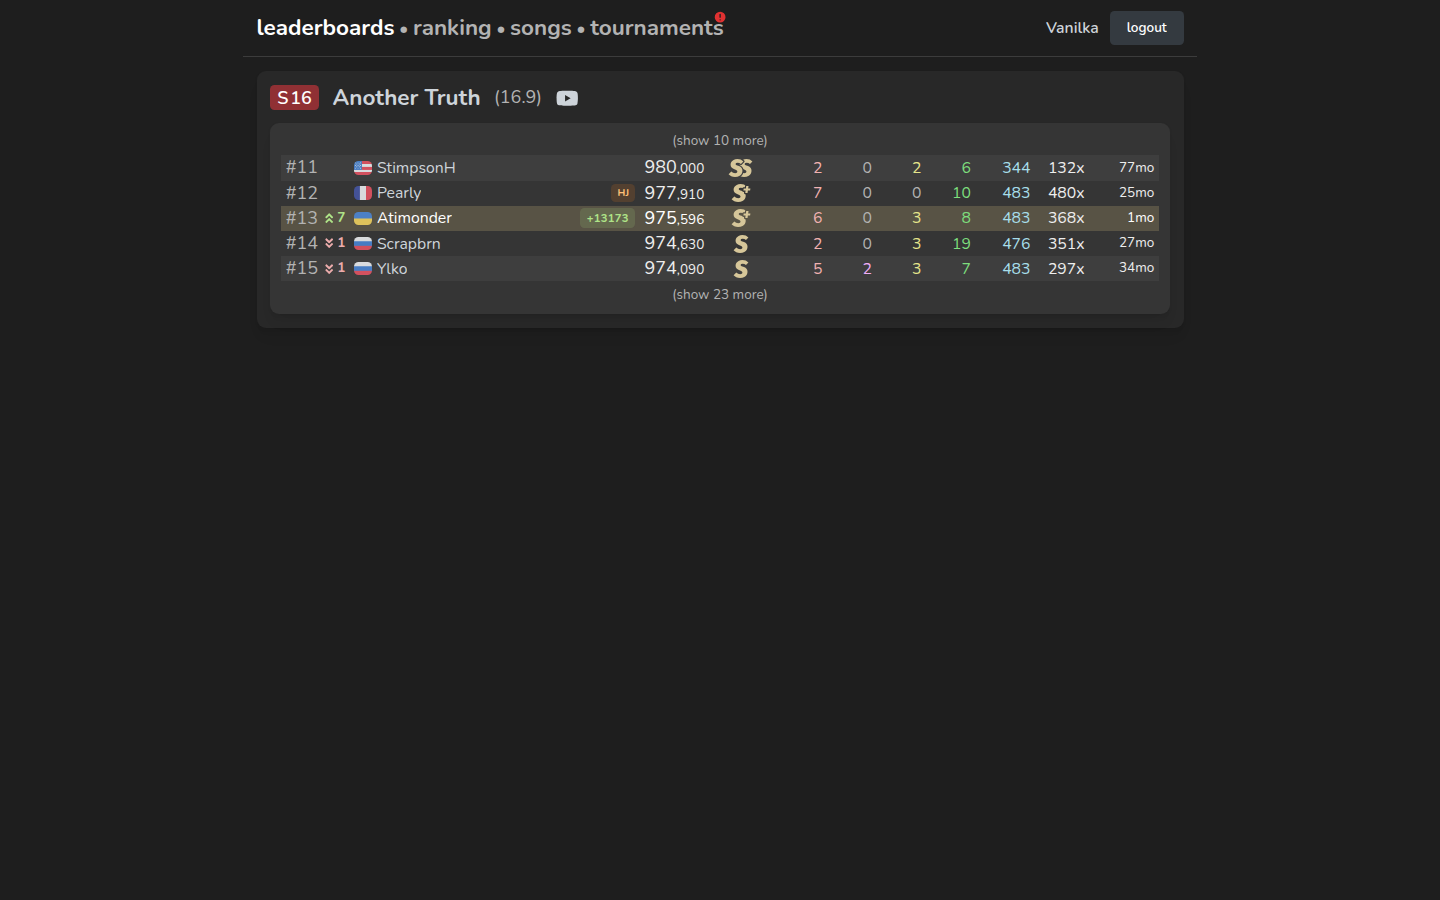 leaderboards • ranking • songs • tournaments
Vanilka logout
S16 Another Truth (16.9)
(show 10 more)
#11 StimpsonH 980,000 SS 2 0 2 6 344 132x 77mo
#12 Pearly HJ 977,910 S+ 7 0 0 10 483 480x 25mo
#13 7 Atimonder +13173 975,596 S+ 6 0 3 8 483 368x 1mo
#14 1 Scrapbrn 974,630 S 2 0 3 19 476 351x 27mo
#15 1 Ylko 974,090 S 5 2 3 7 483 297x 34mo
(show 23 more)